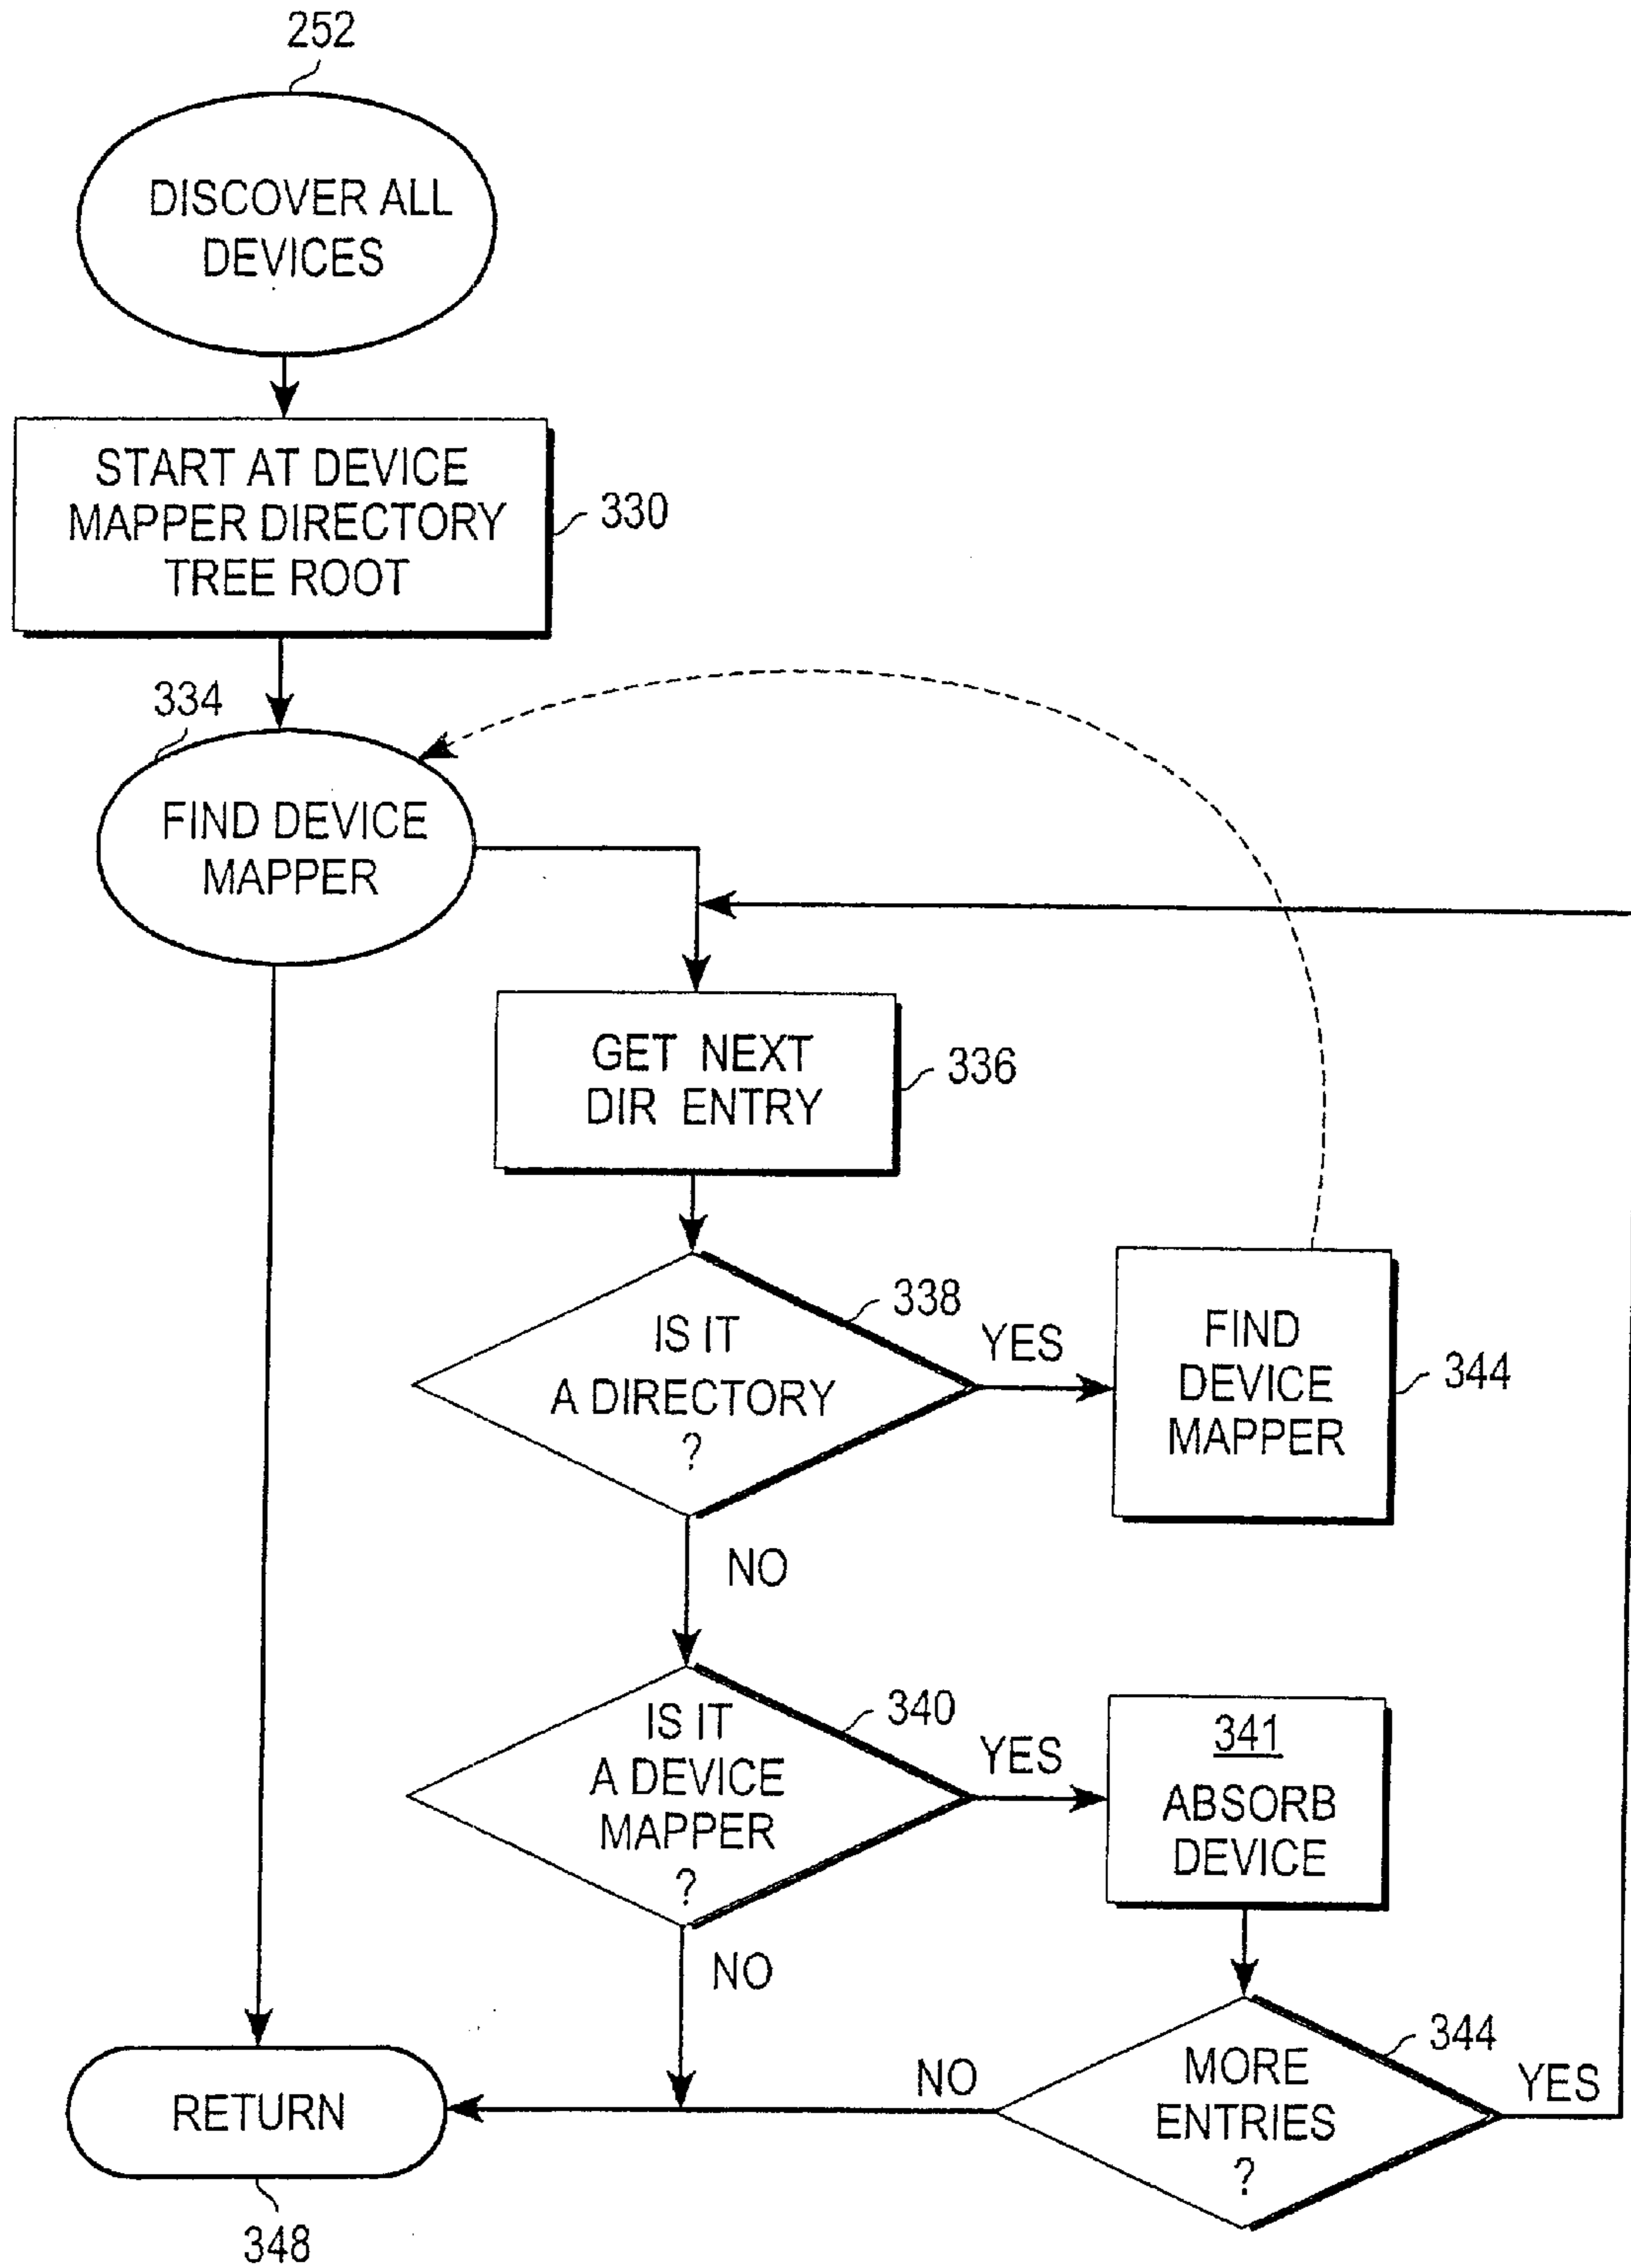 252
DISCOVER ALL
DEVICES
START AT DEVICE
MAPPER DIRECTORY
TREE ROOT
330
334
FIND DEVICE
MAPPER
GET NEXT
DIR ENTRY
336
IS IT
A DIRECTORY
?
338
YES
FIND
DEVICE
MAPPER
344
NO
IS IT
A DEVICE
MAPPER
?
340
YES
341
ABSORB
DEVICE
NO
MORE
ENTRIES
?
344
YES
NO
RETURN
348